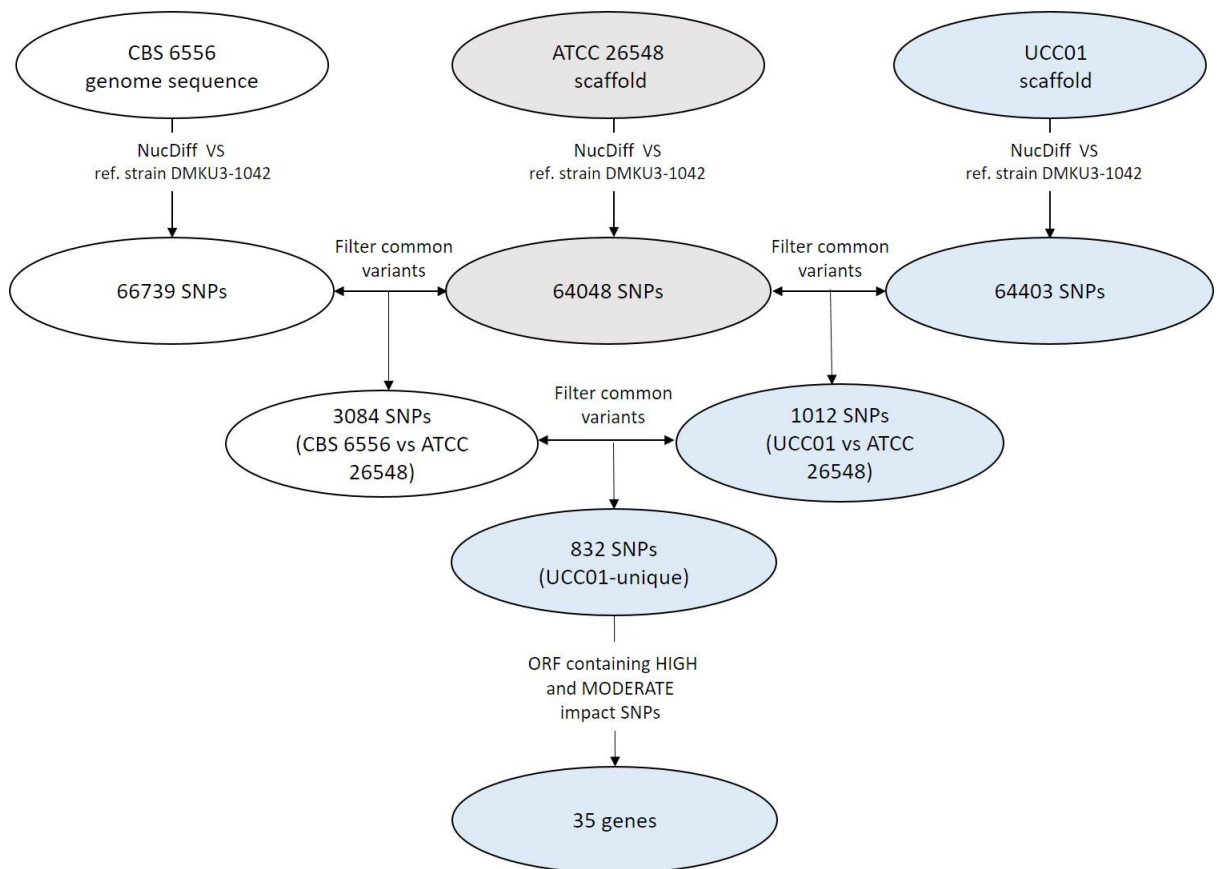 CBS 6556
genome sequence
ATCC 26548
scaffold
UCC01
scaffold
NucDiff VS
ref. strain DMKU3-1042
NucDiff VS
ref. strain DMKU3-1042
NucDiff VS
ref. strain DMKU3-1042
66739 SNPs
Filter common
variants
64048 SNPs
Filter common
variants
64403 SNPs
3084 SNPs
(CBS 6556 vs ATCC
26548)
Filter common
variants
1012 SNPs
(UCC01 vs ATCC
26548)
832 SNPs
(UCC01-unique)
ORF containing HIGH
and MODERATE
impact SNPs
35 genes